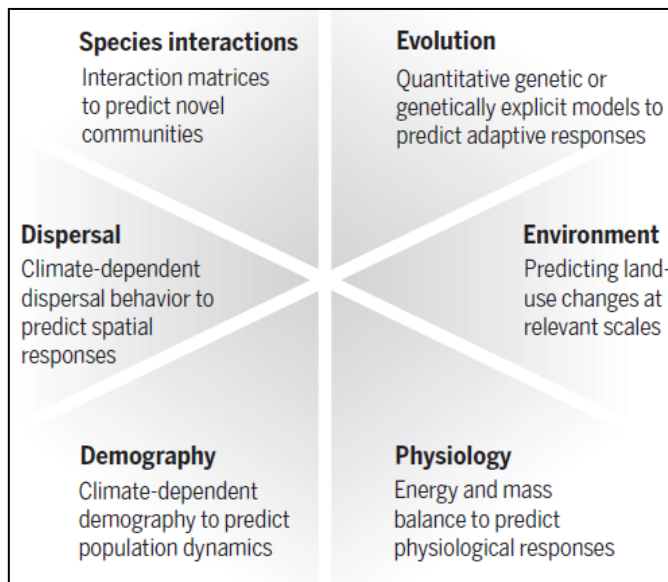 Species interactions
Interaction matrices
to predict novel
communities
Evolution
Quantitative genetic or
genetically explicit models to
predict adaptive responses
Dispersal
Climate-dependent
dispersal behavior to
predict spatial
responses
Environment
Predicting land-
use changes at
relevant scales
Demography
Climate-dependent
demography to predict
population dynamics
Physiology
Energy and mass
balance to predict
physiological responses